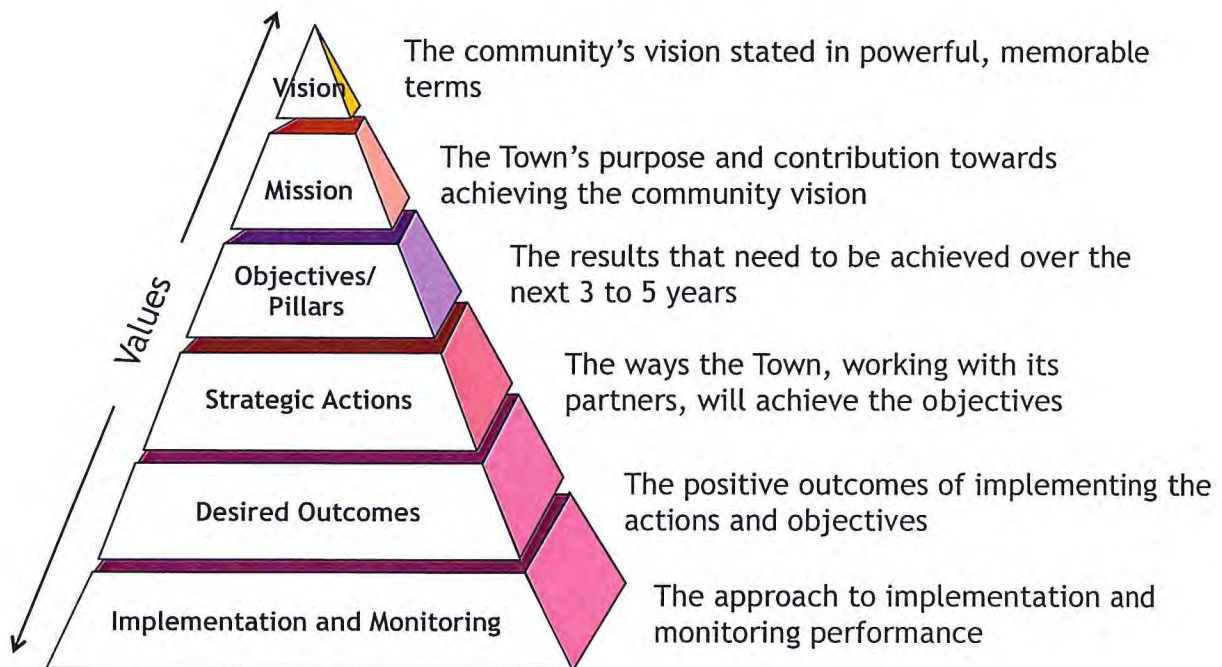 Vision
The community’s vision stated in powerful, memorable
terms
Mission
The Town’s purpose and contribution towards
achieving the community vision
Objectives/
Pillars
The results that need to be achieved over the
next 3 to 5 years
Values
Strategic Actions
The ways the Town, working with its
partners, will achieve the objectives
Desired Outcomes
The positive outcomes of implementing the
actions and objectives
Implementation and Monitoring
The approach to implementation and
monitoring performance